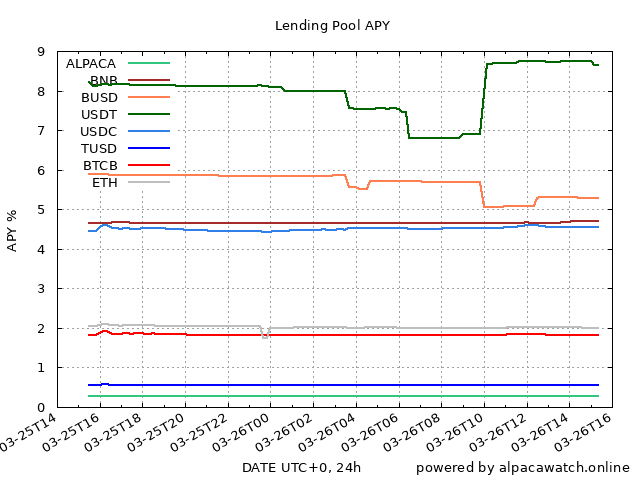 Lending Pool APY
APY %
9
8
7
6
5
4
3
2
1
0
ALPACA
BNB
BUSD
USDT
USDC
TUSD
BTCB
ETH
03-25T14
03-25T16
03-25T18
03-25T20
03-25T22
03-26T00
03-26T02
03-26T04
03-26T06
03-26T08
03-26T10
03-26T12
03-26T14
03-26T16
DATE UTC+0, 24h
powered by alpacawatch.online